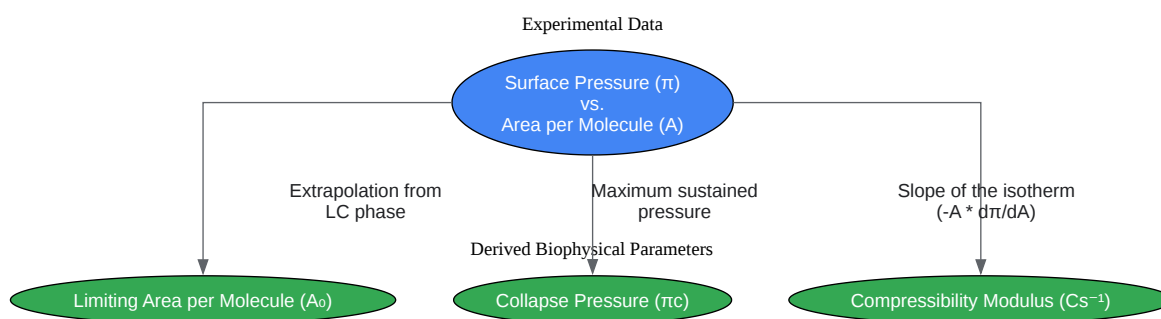 Experimental Data
Surface Pressure (π)
vs.
Area per Molecule (A)
Extrapolation from
LC phase
Maximum sustained
pressure
Slope of the isotherm
(-A * dπ/dA)
Derived Biophysical Parameters
Limiting Area per Molecule (A₀)
Collapse Pressure (πc)
Compressibility Modulus (Cs⁻¹)